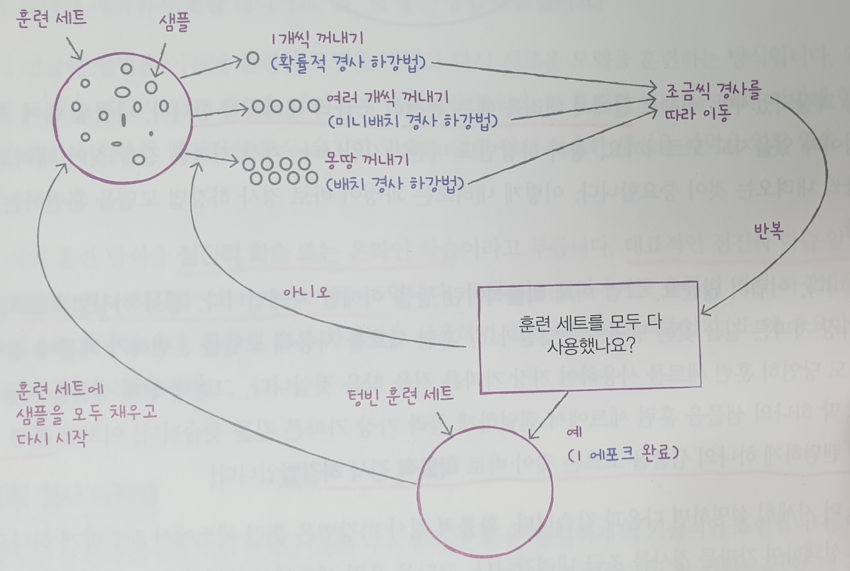 훈련 세트
샘플
1개씩 꺼내기
(확률적 경사 하강법)
여러 개씩 꺼내기
(미니배치 경사 하강법)
몽땅 꺼내기
(배치 경사 하강법)
조금씩 경사를
따라 이동
반복
훈련 세트를 모두 다
사용했나요?
아니오
예
(1 에포크 완료)
텅빈 훈련 세트
훈련 세트에
샘플을 모두 채우고
다시 시작